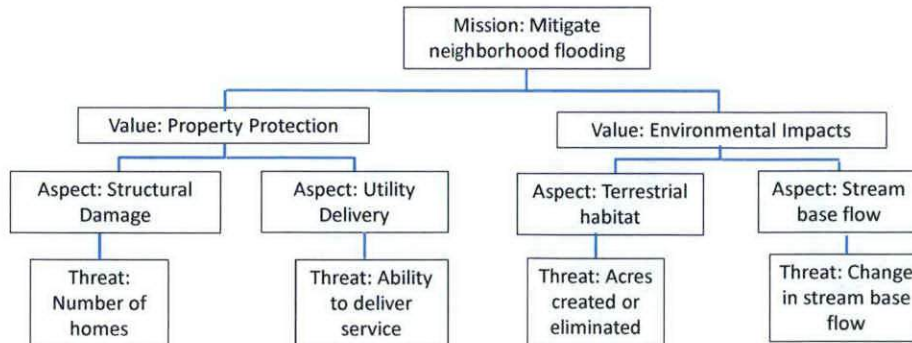 Mission: Mitigate
neighborhood flooding
Value: Property Protection
Value: Environmental Impacts
Aspect: Structural
Damage
Aspect: Utility
Delivery
Aspect: Terrestrial
habitat
Aspect: Stream
base flow
Threat:
Number of
homes
Threat: Ability
to deliver
service
Threat: Acres
created or
eliminated
Threat: Change
in stream base
flow